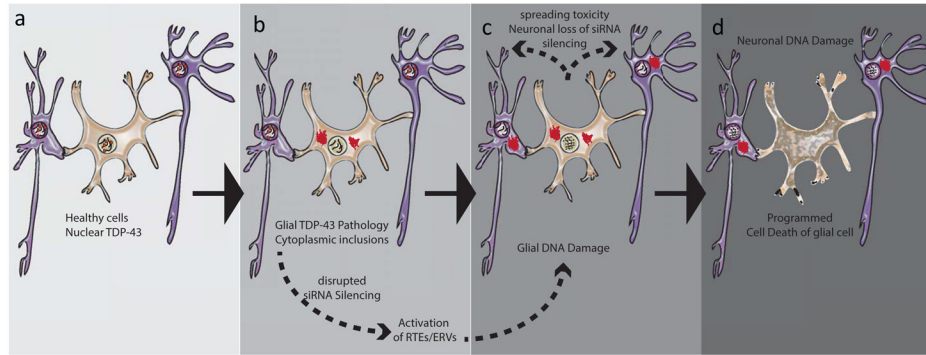 a
Healthy cells
Nuclear TDP-43
b
Glial TDP-43 Pathology
Cytoplasmic inclusions
disrupted
siRNA Silencing
Activation
of RTEs/ERVs
c
spreading toxicity
Neuronal loss of siRNA
silencing
Glial DNA Damage
d
Neuronal DNA Damage
Programmed
Cell Death of glial cell